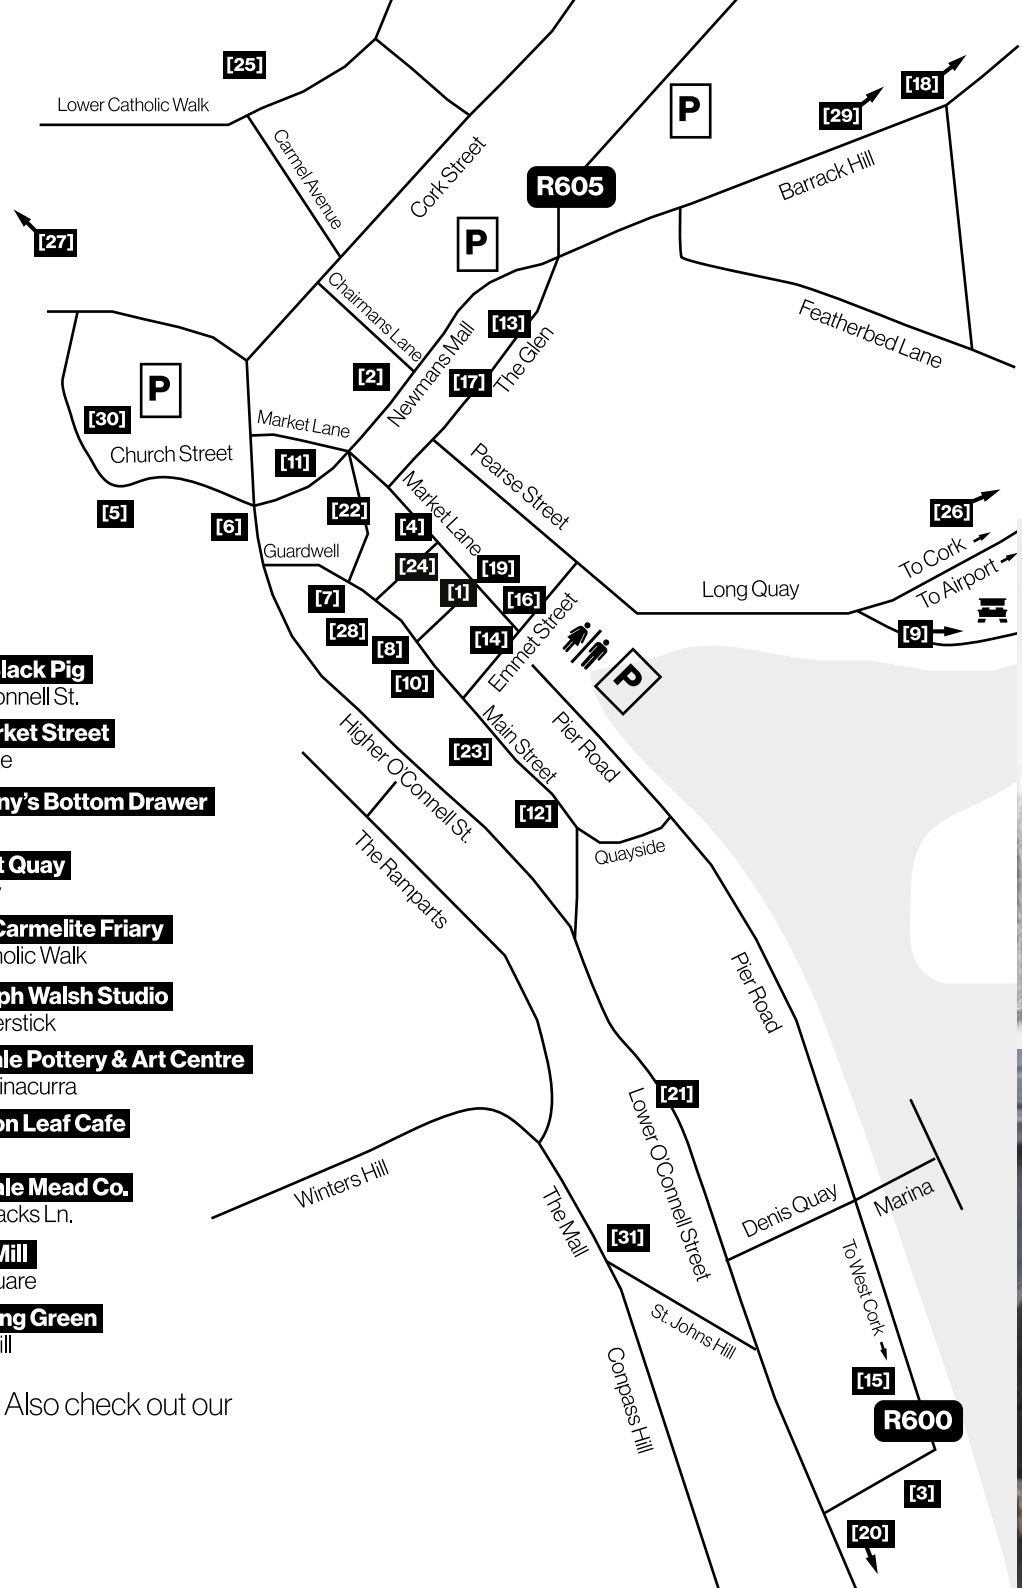 [25]
[18]
P
[29]
Lower Catholic Walk
Carmel Avenue
Cork Street
Barrack Hill
R605
P
[27]
Chairmans Lane
[13]
Featherbed Lane
Newmans Mall
The Glen
[2]
[17]
P
[30]
Market Lane
Church Street
[11]
Pearse Street
[5]
[6]
[22]
[4]
Market Lane
[26]
To Cork
To Airport
Guardwell
[24]
[19]
[1]
[16]
Long Quay
[7]
[28]
[8]
[14]
Emmet Street
[9]
[10]
P
lack Pig
onnell St.
rket Street
e
ny's Bottom Drawer
t Quay
Carmelite Friary
holic Walk
ph Walsh Studio
erstick
ale Pottery & Art Centre
inacurra
on Leaf Cafe
ale Mead Co.
acks Ln.
Mill
uare
ng Green
ill
Also check out our
Higher O'Connell St.
[23]
Main Street
Pier Road
[12]
Quayside
The Ramparts
Pier Road
[21]
Lower O'Connell Street
Winters Hill
The Mall
Denis Quay
Marina
[31]
To West Cork
St. Johns Hill
Conpass Hill
[15]
R600
[3]
[20]